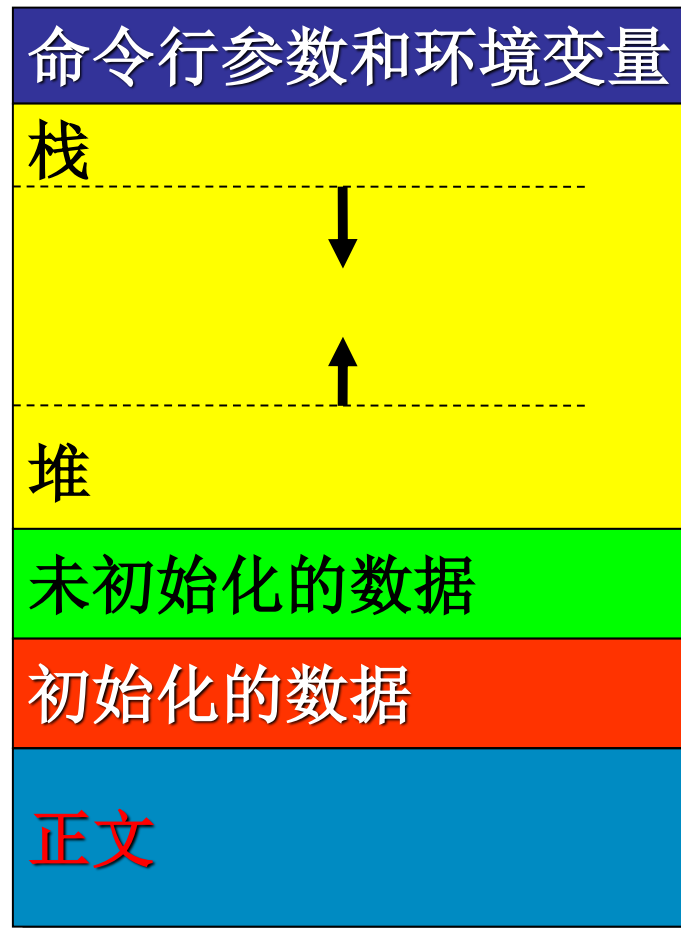 命令行参数和环境变量
栈
堆
未初始化的数据
初始化的数据
正文